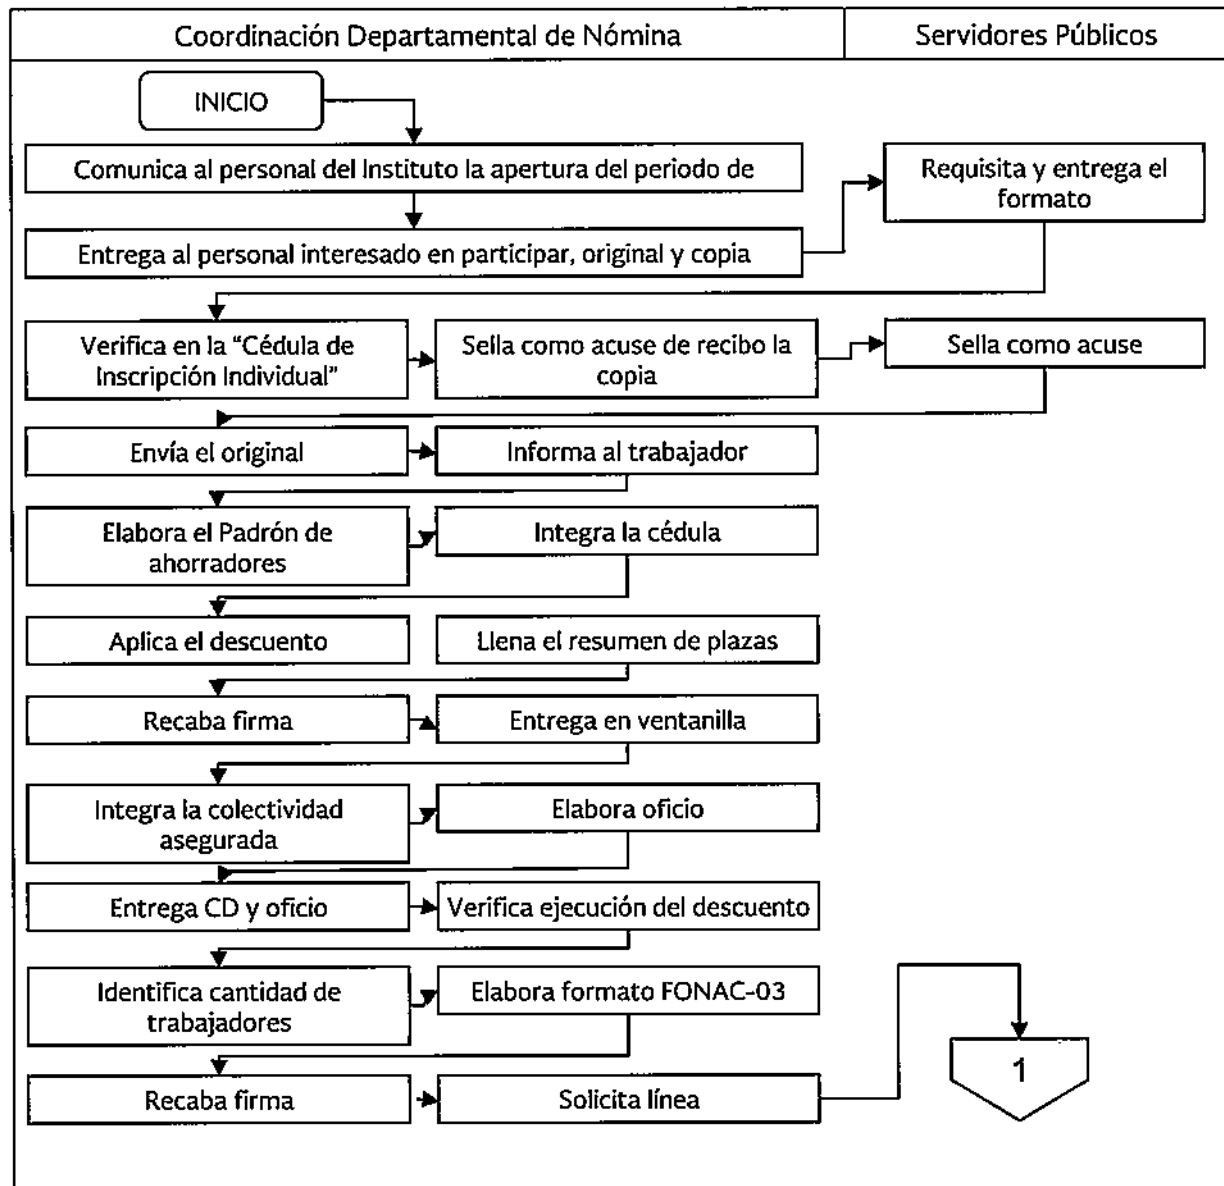 Coordinación Departamental de Nómina
Servidores Públicos
INICIO
Comunica al personal del Instituto la apertura del periodo de
Requisita y entrega el
formato
Entrega al personal interesado en participar, original y copia
Verifica en la "Cédula de
Inscripción Individual"
Sella como acuse de recibo la
copia
Sella como acuse
Envía el original
Informa al trabajador
Elabora el Padrón de
ahorradores
Integra la cédula
Aplica el descuento
Llena el resumen de plazas
Recaba firma
Entrega en ventanilla
Integra la colectividad
asegurada
Elabora oficio
Entrega CD y oficio
Verifica ejecución del descuento
Identifica cantidad de
trabajadores
Elabora formato FONAC-03
1
Recaba firma
Solicita línea